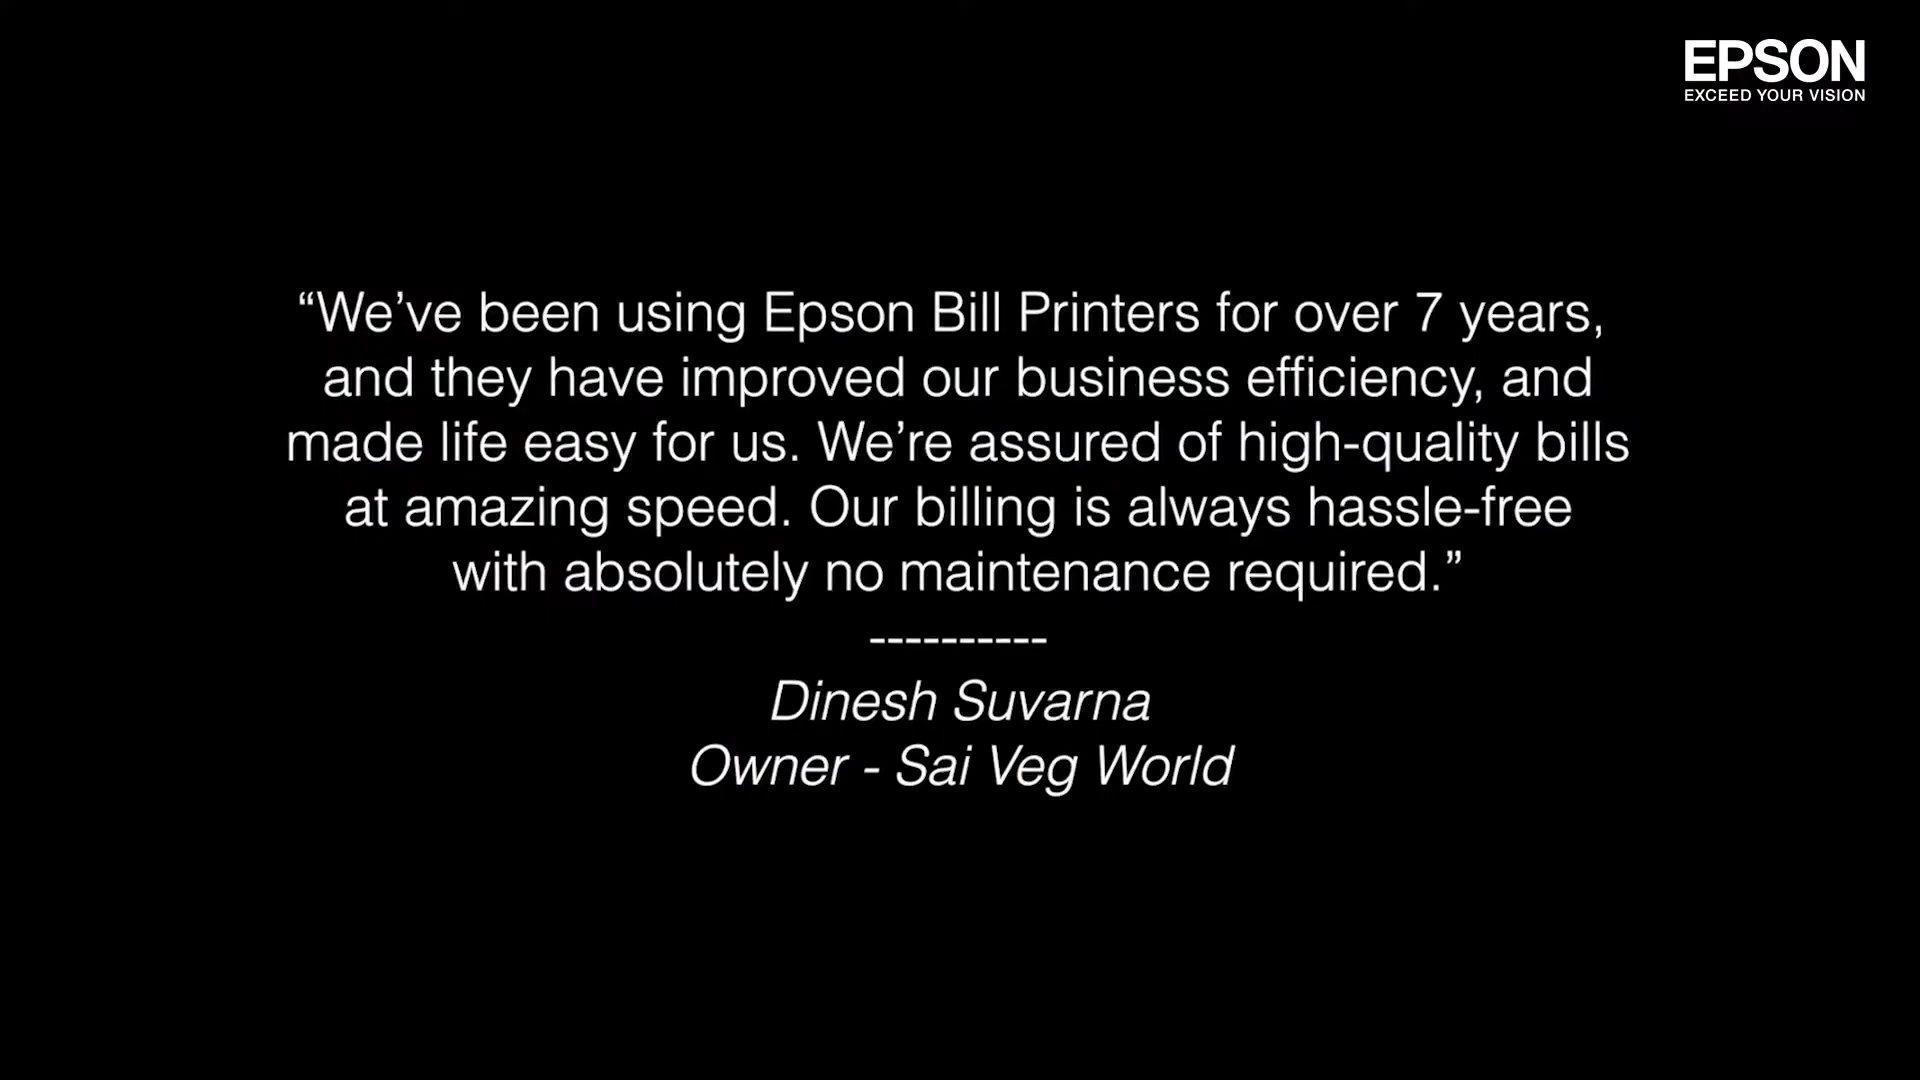 EPSON
EXCEED YOUR VISION
“We’ve been using Epson Bill Printers for over 7 years,
and they have improved our business efficiency, and
made life easy for us. We’re assured of high-quality bills
at amazing speed. Our billing is always hassle-free
with absolutely no maintenance required.”
----------
Dinesh Suvarna
Owner - Sai Veg World